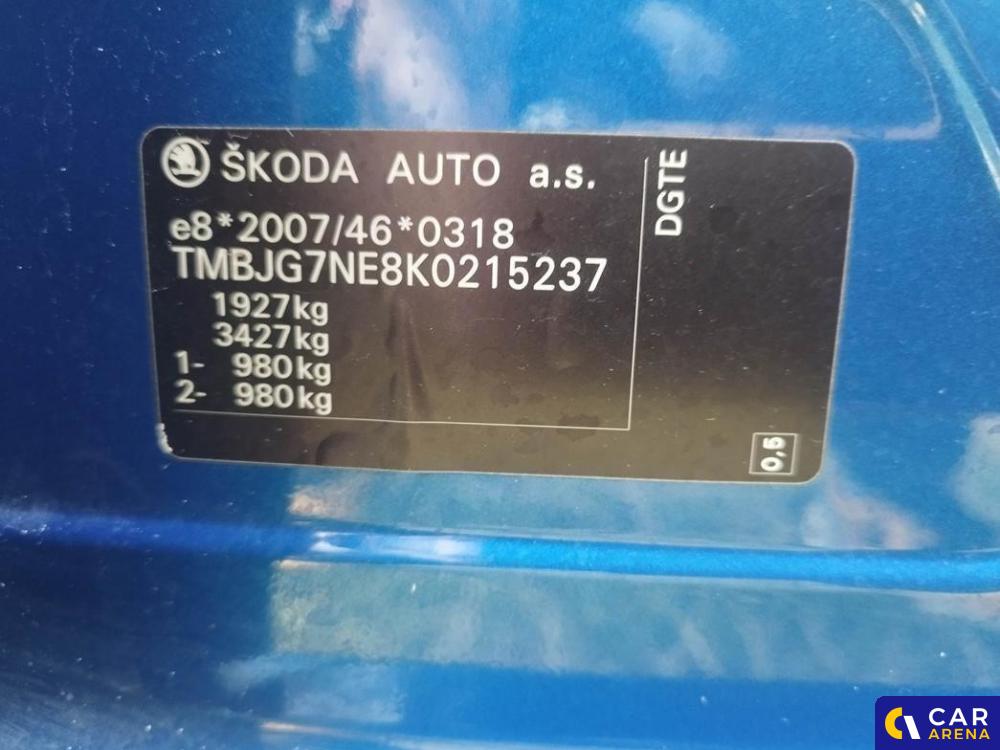 ŠKODA AUTO a.s.
e8*2007/46*0318
TMBJG7NE8K0215237
1927kg
3427kg
1- 980kg
2- 980kg
DGTE
0,5
CAR
ARENA